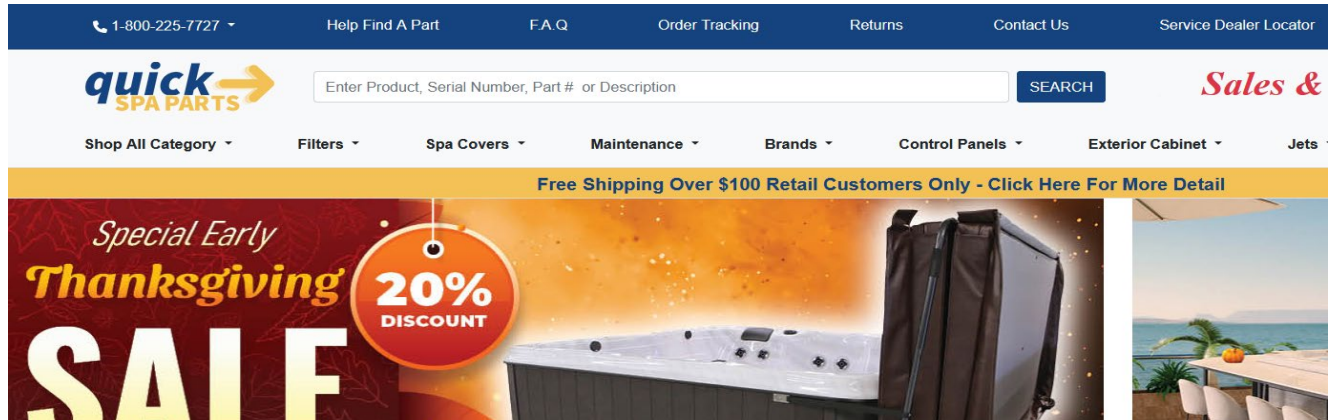 1-800-225-7727 Help Find A Part F.A.Q Order Tracking Returns Contact Us Service Dealer Locator
quick
SPA PARTS
Enter Product, Serial Number, Part # or Description SEARCH Sales &
Shop All Category Filters Spa Covers Maintenance Brands Control Panels Exterior Cabinet Jets
Free Shipping Over $100 Retail Customers Only - Click Here For More Detail
Special Early
Thanksgiving
SALE
20%
DISCOUNT